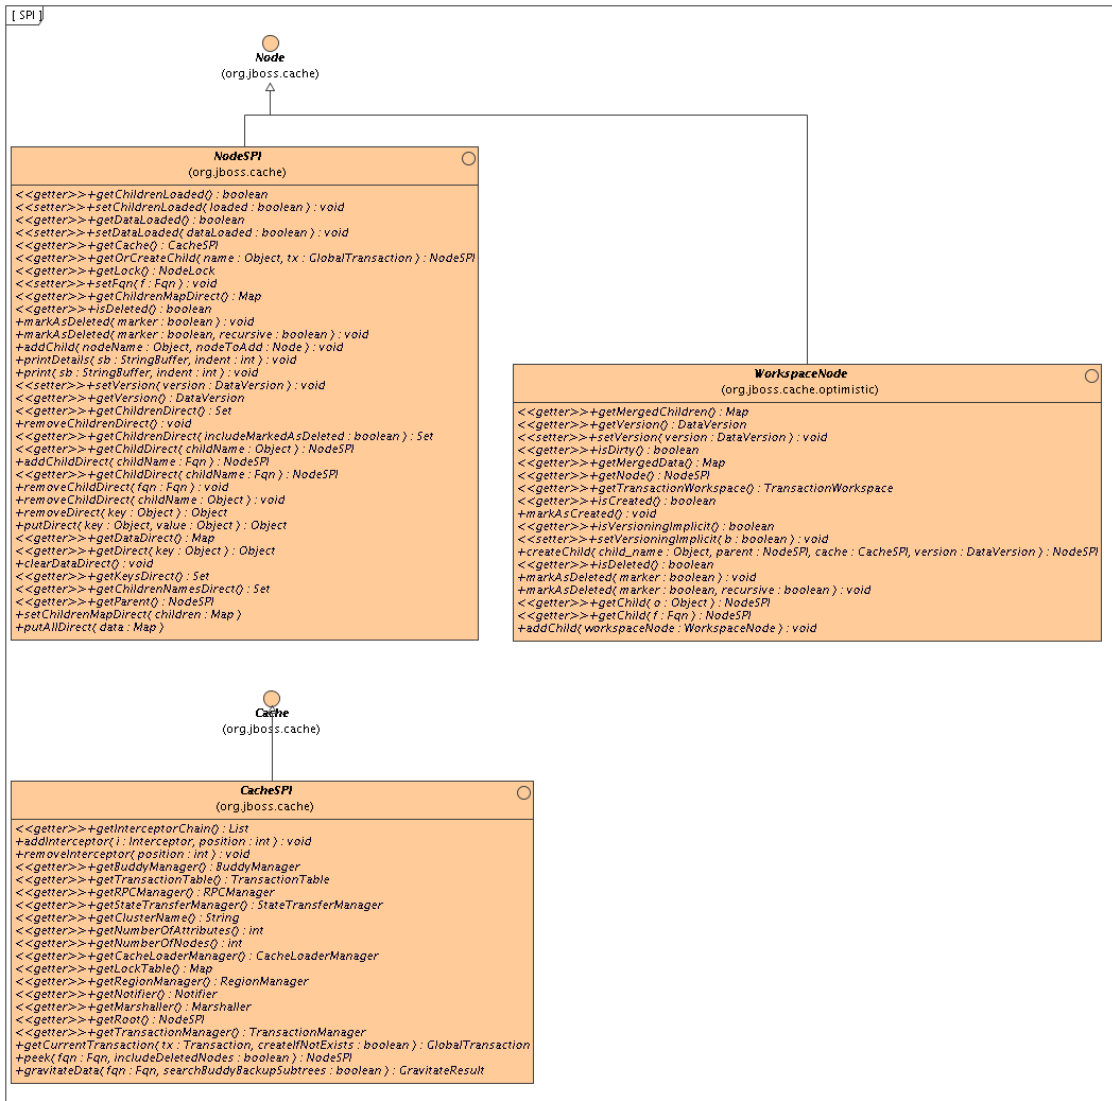 [ SPI ]
Node
(org.jboss.cache)
NodeSPI
(org.jboss.cache)
<<getter>>+getChildrenLoaded() : boolean
<<setter>>+setChildrenLoaded( loaded : boolean ) : void
<<getter>>+getDataLoaded() : boolean
<<setter>>+setDataLoaded( dataLoaded : boolean ) : void
<<getter>>+getCache() : CacheSPI
<<getter>>+getOrCreateChild( name : Object, tx : GlobalTransaction ) : NodeSPI
<<getter>>+getLock() : NodeLock
<<setter>>+setFqn( f : Fqn ) : void
<<getter>>+getChildrenMapDirect() : Map
<<getter>>+isDeleted() : boolean
+markAsDeleted( marker : boolean ) : void
+markAsDeleted( marker : boolean, recursive : boolean ) : void
+addChild( nodeName : Object, nodeToAdd : Node ) : void
+printDetails( sb : StringBuffer, indent : int ) : void
+print( sb : StringBuffer, indent : int ) : void
<<setter>>+setVersion( version : DataVersion ) : void
<<getter>>+getVersion() : DataVersion
<<getter>>+getChildrenDirect() : Set
+removeChildrenDirect() : void
<<getter>>+getChildrenDirect( includeMarkedAsDeleted : boolean ) : Set
<<getter>>+getChildDirect( childName : Object ) : NodeSPI
+addChildDirect( childName : Fqn ) : NodeSPI
<<getter>>+getChildDirect( childName : Fqn ) : NodeSPI
+removeChildDirect( fqn : Fqn ) : void
+removeChildDirect( childName : Object ) : void
+removeDirect( key : Object ) : Object
+putDirect( key : Object, value : Object ) : Object
<<getter>>+getDataDirect() : Map
<<getter>>+getDirect( key : Object ) : Object
+clearDataDirect() : void
<<getter>>+getKeysDirect() : Set
<<getter>>+getChildrenNamesDirect() : Set
<<getter>>+getParent() : NodeSPI
+setChildrenMapDirect( children : Map )
+putAllDirect( data : Map )
WorkspaceNode
(org.jboss.cache.optimistic)
<<getter>>+getMergedChildren() : Map
<<getter>>+getVersion() : DataVersion
<<setter>>+setVersion( version : DataVersion ) : void
<<getter>>+isDirty() : boolean
<<getter>>+getMergedData() : Map
<<getter>>+getNode() : NodeSPI
<<getter>>+getTransactionWorkspace() : TransactionWorkspace
<<getter>>+isCreated() : boolean
+markAsCreated() : void
<<getter>>+isVersioningImplicit() : boolean
<<setter>>+setVersioningImplicit( b : boolean ) : void
+createChild( child_name : Object, parent : NodeSPI, cache : CacheSPI, version : DataVersion ) : NodeSPI
<<getter>>+isDeleted() : boolean
+markAsDeleted( marker : boolean ) : void
+markAsDeleted( marker : boolean, recursive : boolean ) : void
<<getter>>+getChild( o : Object ) : NodeSPI
<<getter>>+getChild( f : Fqn ) : NodeSPI
+addChild( workspaceNode : WorkspaceNode ) : void
Cache
(org.jboss.cache)
CacheSPI
(org.jboss.cache)
<<getter>>+getInterceptorChain() : List
+addInterceptor( i : Interceptor, position : int ) : void
+removeInterceptor( position : int ) : void
<<getter>>+getBuddyManager() : BuddyManager
<<getter>>+getTransactionTable() : TransactionTable
<<getter>>+getRPCManager() : RPCManager
<<getter>>+getStateTransferManager() : StateTransferManager
<<getter>>+getClusterName() : String
<<getter>>+getNumberOfAttributes() : int
<<getter>>+getNumberOfNodes() : int
<<getter>>+getCacheLoaderManager() : CacheLoaderManager
<<getter>>+getLockTable() : Map
<<getter>>+getRegionManager() : RegionManager
<<getter>>+getNotifier() : Notifier
<<getter>>+getMarshaller() : Marshaller
<<getter>>+getRoot() : NodeSPI
<<getter>>+getTransactionManager() : TransactionManager
+getCurrentTransaction( tx : Transaction, createIfNotExists : boolean ) : GlobalTransaction
+peek( fqn : Fqn, includeDeletedNodes : boolean ) : NodeSPI
+gravitateData( fqn : Fqn, searchBuddyBackupSubtrees : boolean ) : GravitateResult